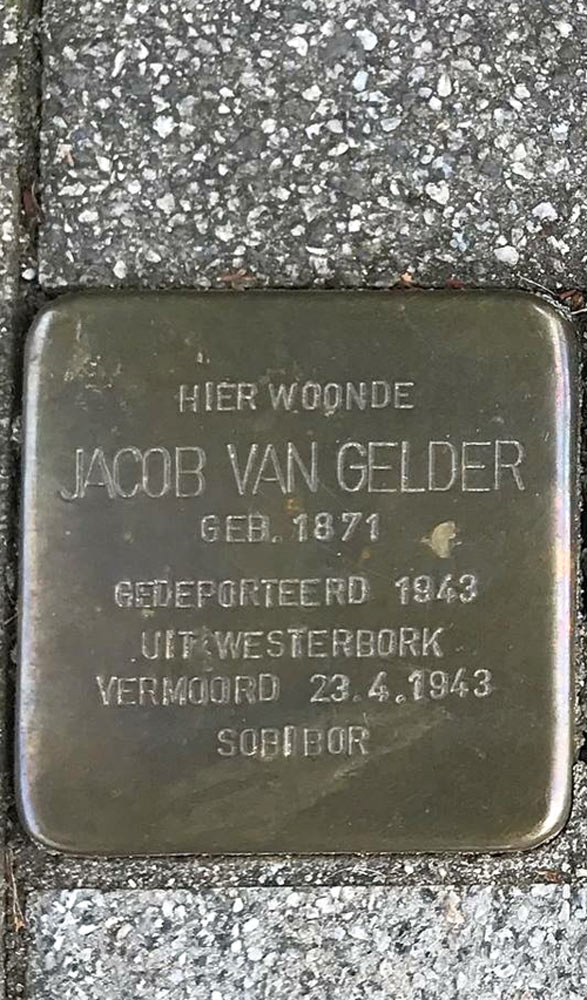 HIER WOONDE
JACOB VAN GELDER
GEB. 1871
GEDEPORTEERD 1943
UIT WESTERBORK
VERMOORD 23.4.1943
SOBIBOR